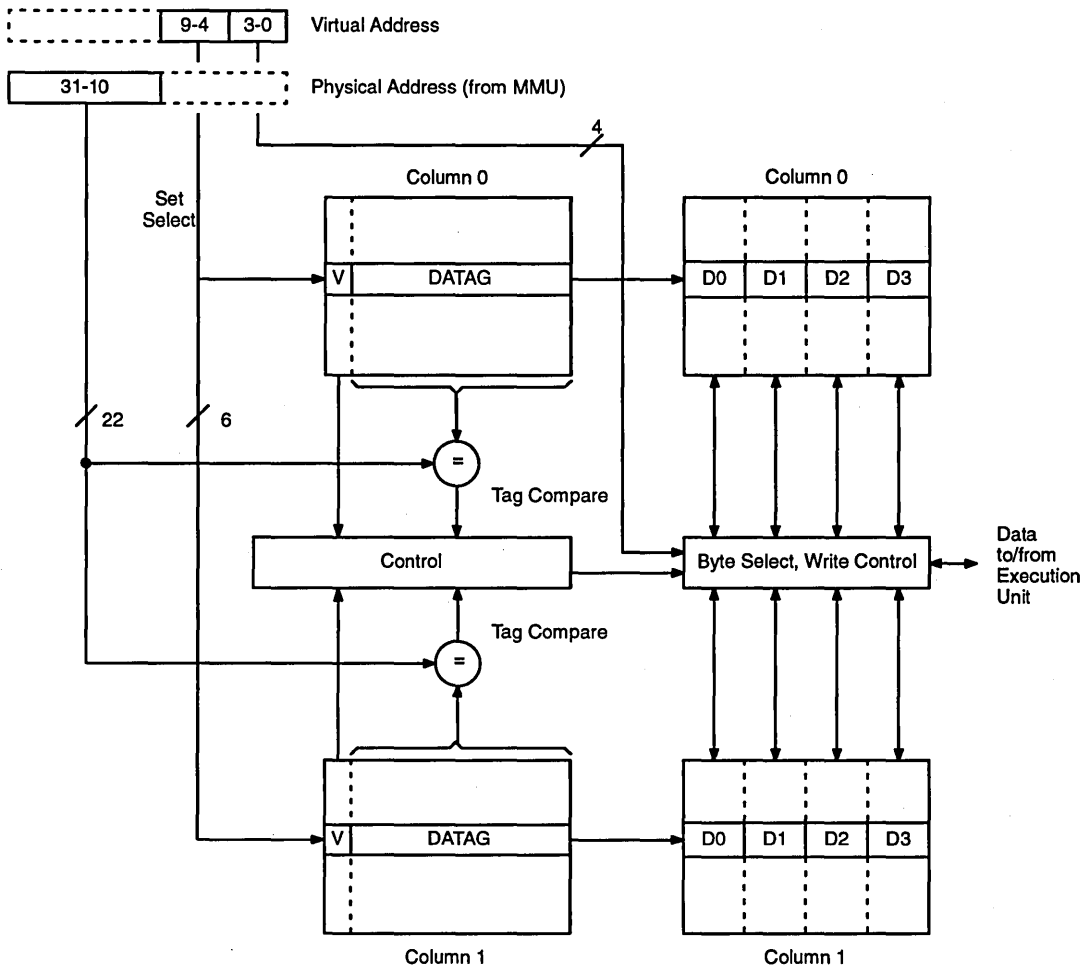 9-4 3-0 Virtual Address
31-10 Physical Address (from MMU)
4
Column 0 Column 0
Set
Select
V DATAG D0 D1 D2 D3
22 6
=
Tag Compare
Control Byte Select, Write Control
Data
to/from
Execution
Unit
Tag Compare
=
V DATAG D0 D1 D2 D3
Column 1 Column 1